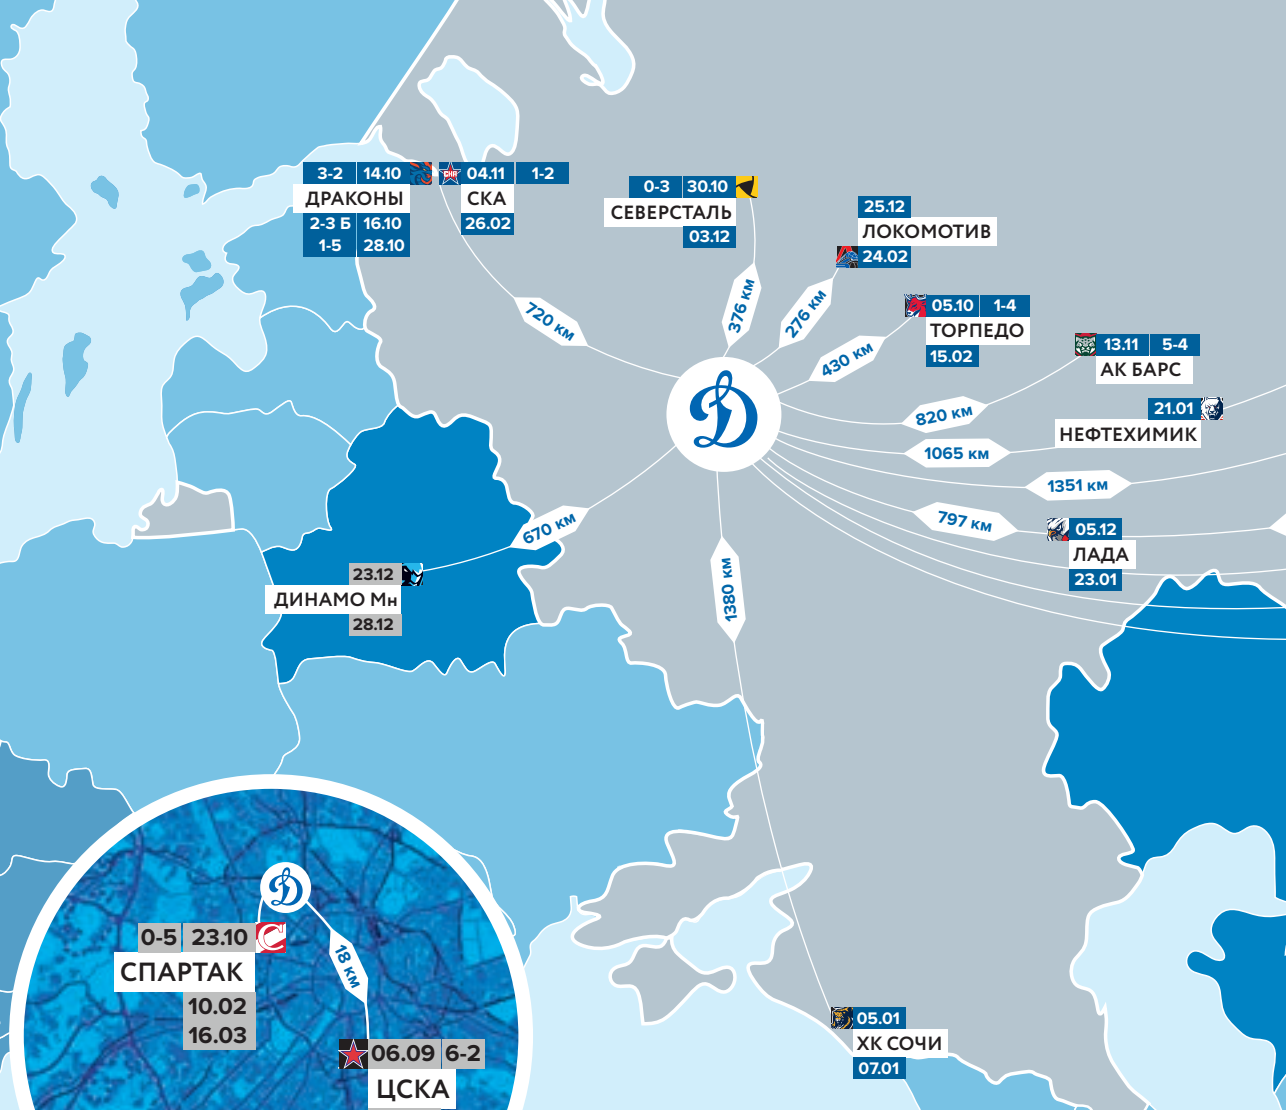 3-2 14.10
ДРАКОНЫ
2-3 Б 16.10
1-5 28.10
СКА 04.11 1-2
СКА
26.02
0-3 30.10
СЕВЕРСТАЛЬ
03.12
25.12
ЛОКОМОТИВ
24.02
05.10 1-4
ТОРПЕДО
15.02
13.11 5-4
АК БАРС
21.01
НЕФТЕХИМИК
720 км
376 км
276 км
430 км
820 км
1065 км
1351 км
797 км
05.12
ЛАДА
23.01
Д
670 км
23.12
ДИНАМО Мн
28.12
1380 км
Д
0-5 23.10
СПАРТАК
10.02
16.03
18 км
06.09 6-2
ЦСКА
05.01
ХК СОЧИ
07.01